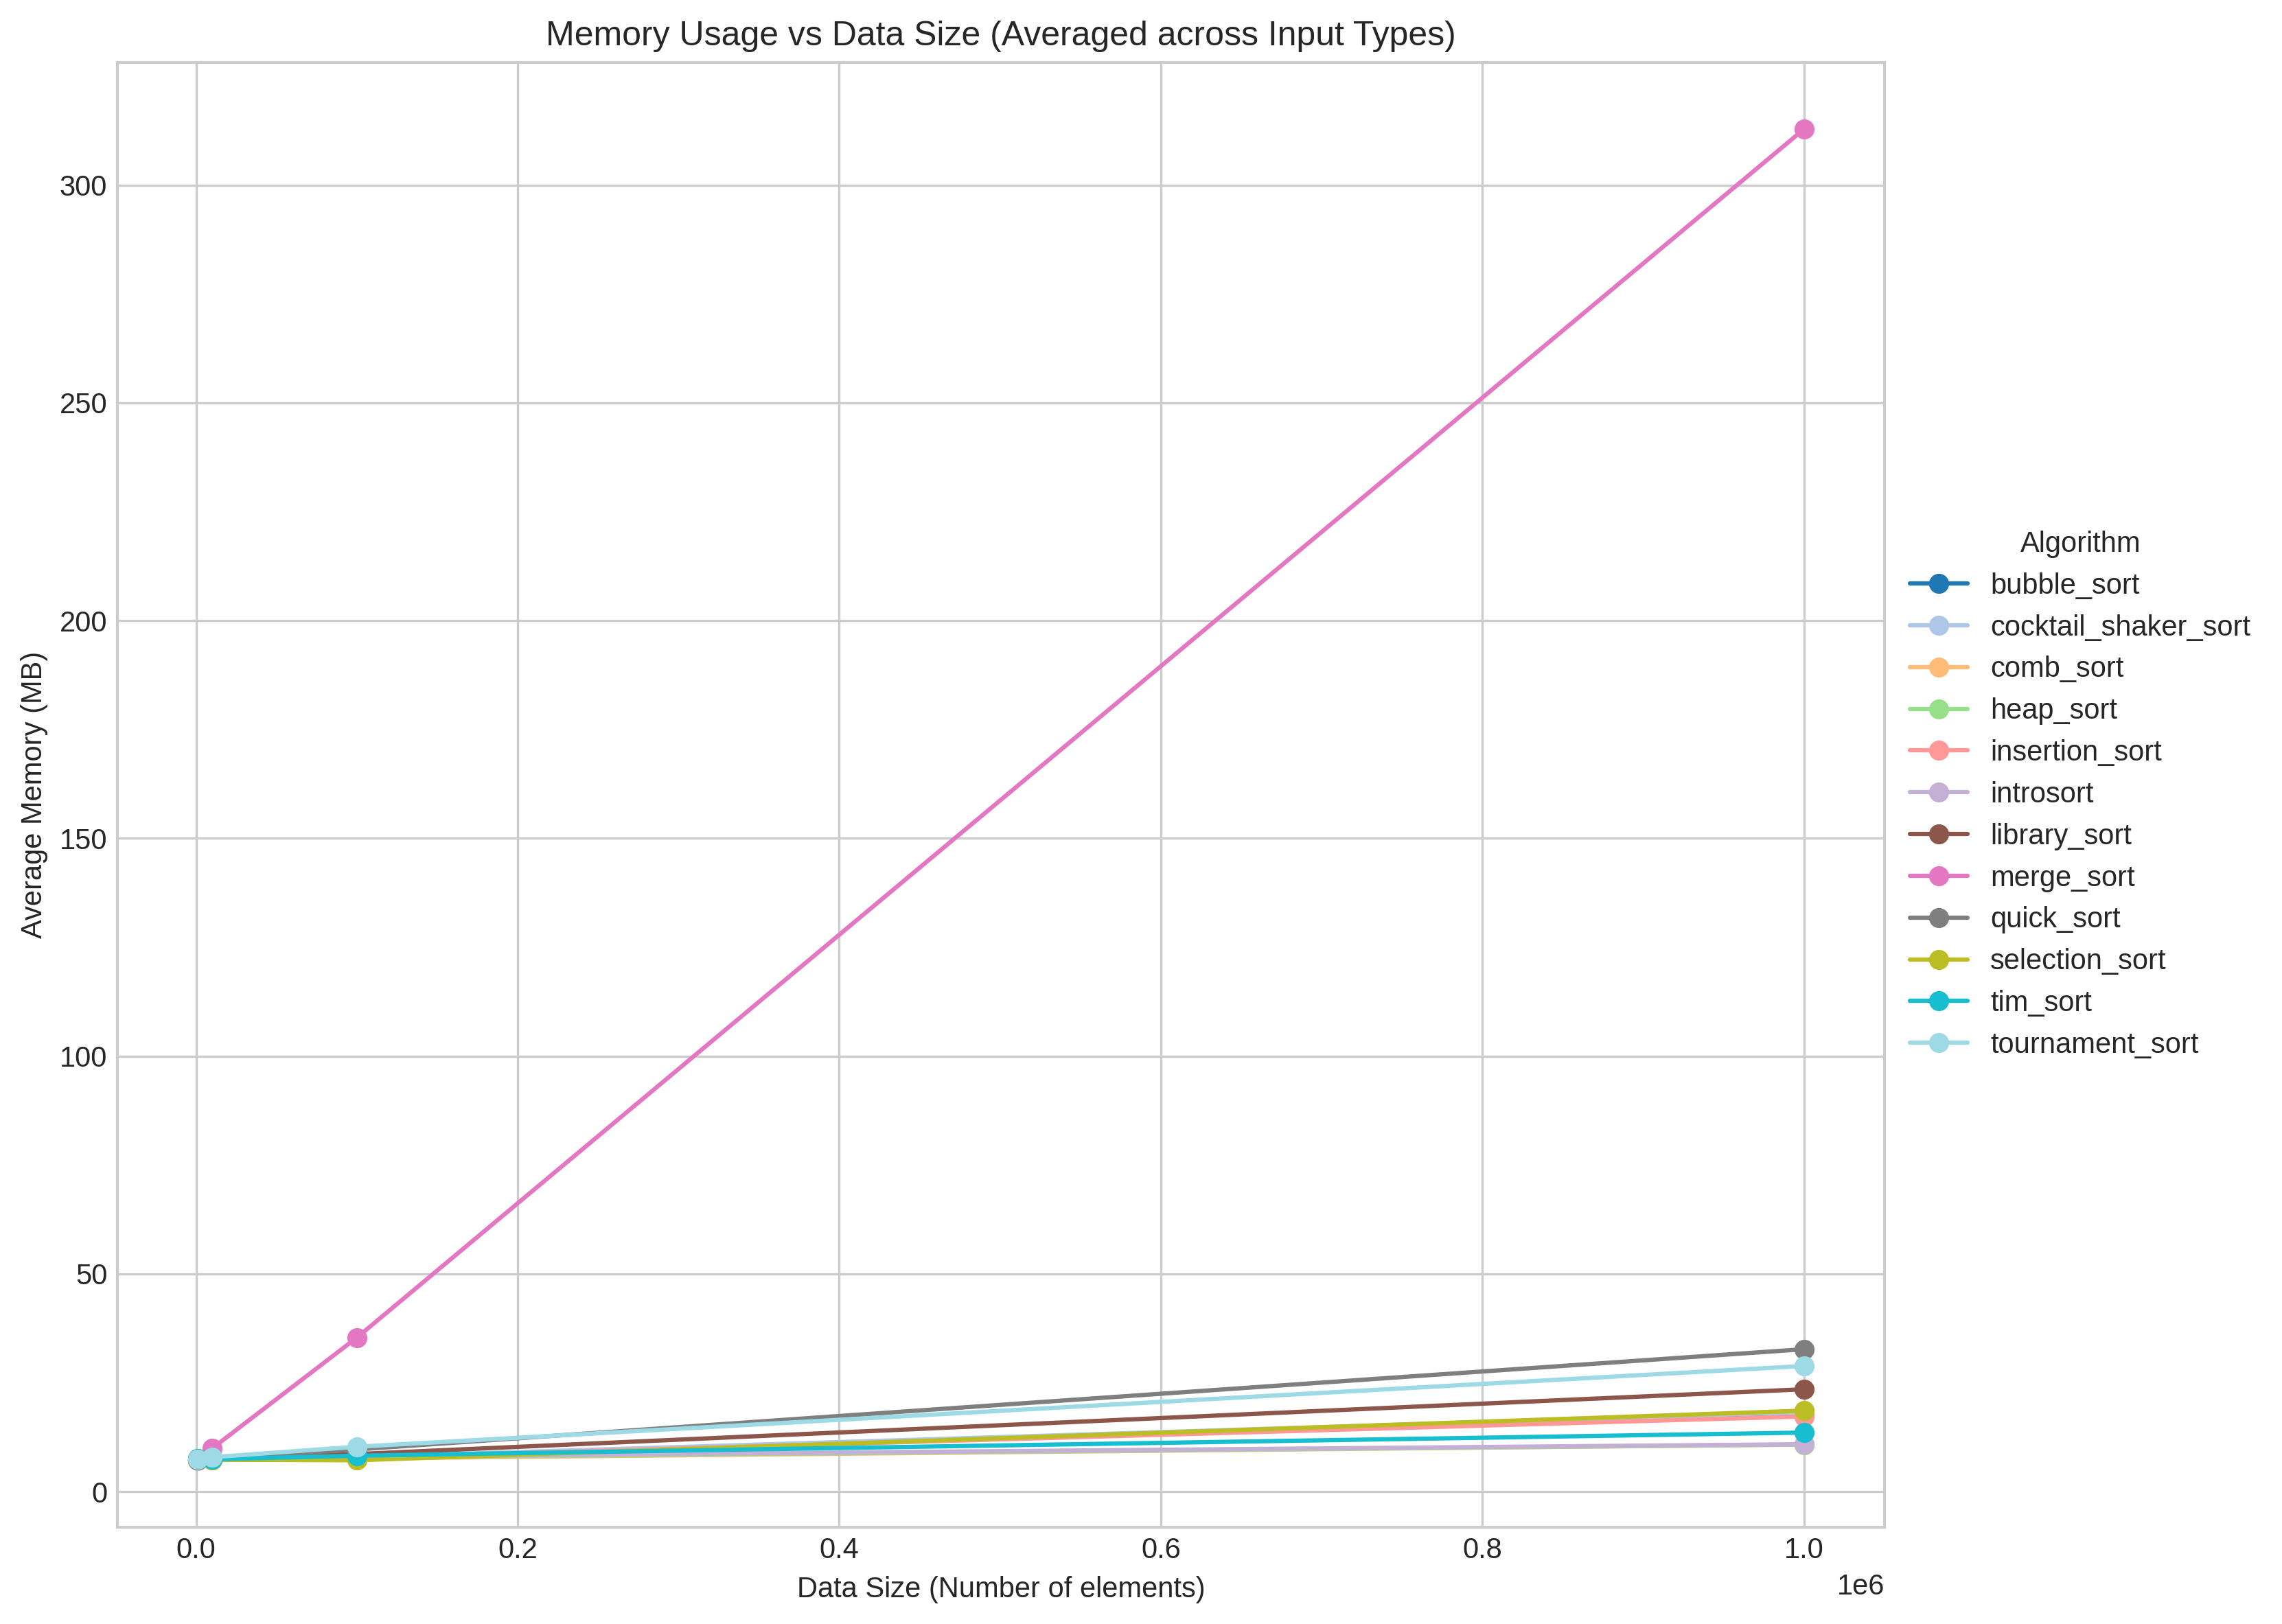 Memory Usage vs Data Size (Averaged across Input Types)
300
250
200
150
100
50
0
Average Memory (MB)
0.0
0.2
0.4
0.6
0.8
1.0
1e6
Data Size (Number of elements)
Algorithm
bubble_sort
cocktail_shaker_sort
comb_sort
heap_sort
insertion_sort
introsort
library_sort
merge_sort
quick_sort
selection_sort
tim_sort
tournament_sort